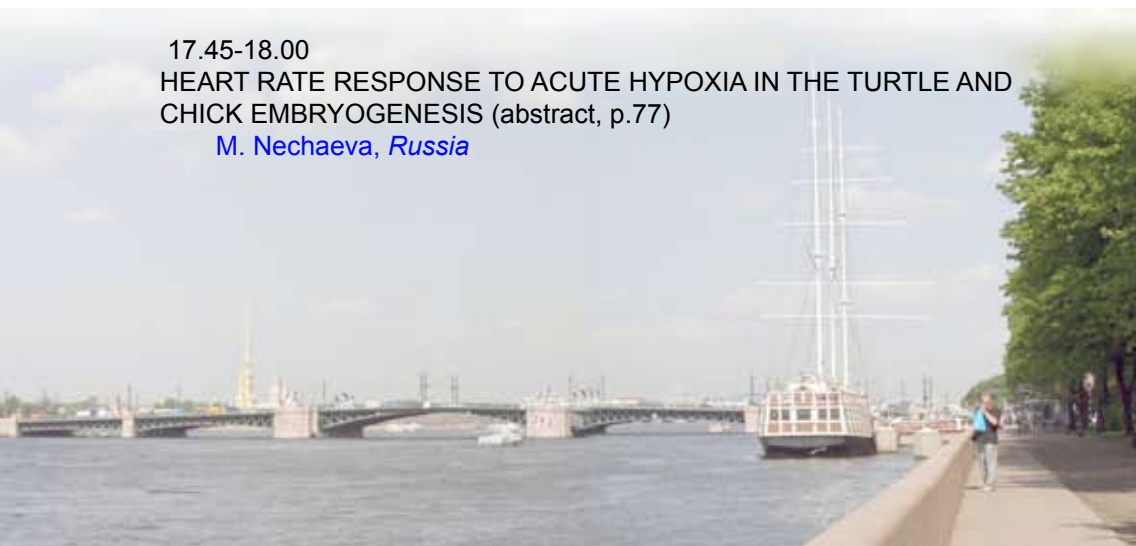 17.45-18.00
HEART RATE RESPONSE TO ACUTE HYPOXIA IN THE TURTLE AND
CHICK EMBRYOGENESIS (abstract, p.77)
M. Nechaeva, Russia